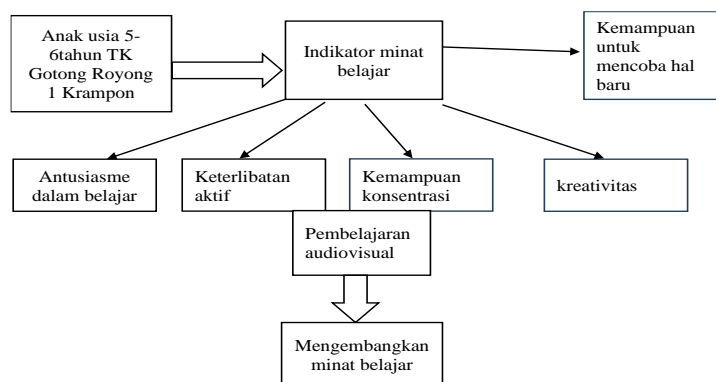 Anak usia 5-
6tahun TK
Gotong Royong
1 Krampon
Indikator minat
belajar
Kemampuan
untuk
mencoba hal
baru
Antusiasme
dalam belajar
Keterlibatan
aktif
Kemampuan
konsentrasi
kreativitas
Pembelajaran
audiovisual
Mengembangkan
minat belajar